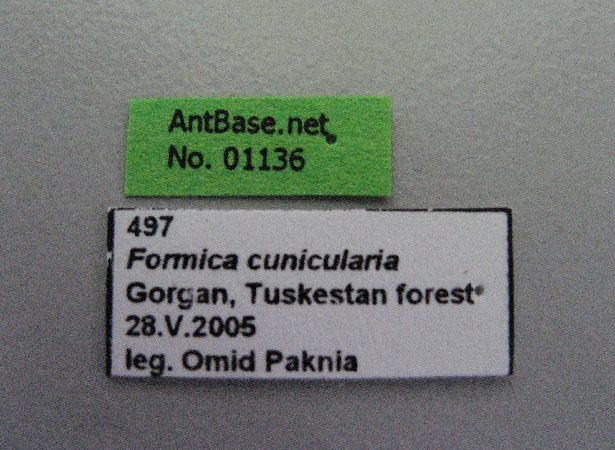 AntBase.net
No. 01136
497
Formica cunicularia
Gorgan, Tuskestan forest
28.V.2005
leg. Omid Paknia